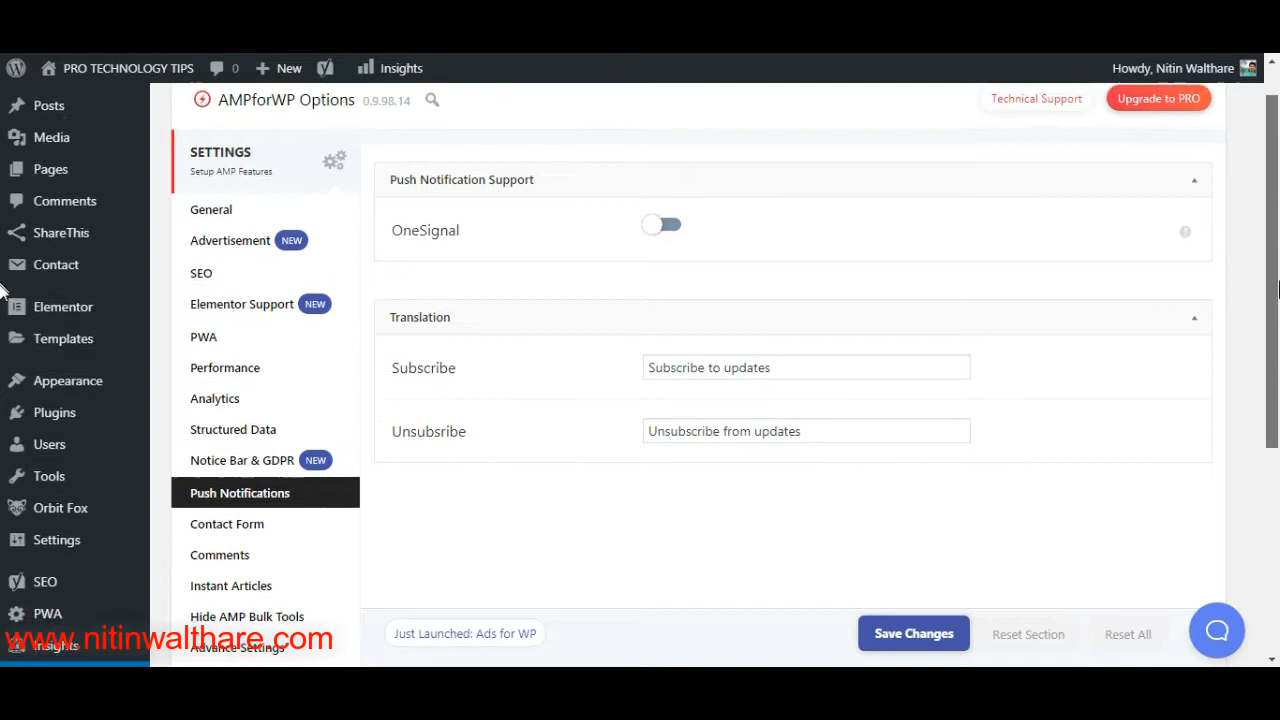 PRO TECHNOLOGY TIPS 0 New Insights Howdy, Nitin Walthare
Posts
Media
Pages
Comments
ShareThis
Contact
Elementor
Templates
Appearance
Plugins
Users
Tools
Orbit Fox
Settings
SEO
PWA
Insights
AMPforWP Options 0.9.98.14
Technical Support
Upgrade to PRO
SETTINGS
Setup AMP Features
General
Advertisement NEW
SEO
Elementor Support NEW
PWA
Performance
Analytics
Structured Data
Notice Bar & GDPR NEW
Push Notifications
Contact Form
Comments
Instant Articles
Hide AMP Bulk Tools
Advance Settings
Push Notification Support
OneSignal
Translation
Subscribe Subscribe to updates
Unsubsribe Unsubscribe from updates
Just Launched: Ads for WP
Save Changes
Reset Section
Reset All
www.nitinwalthare.com